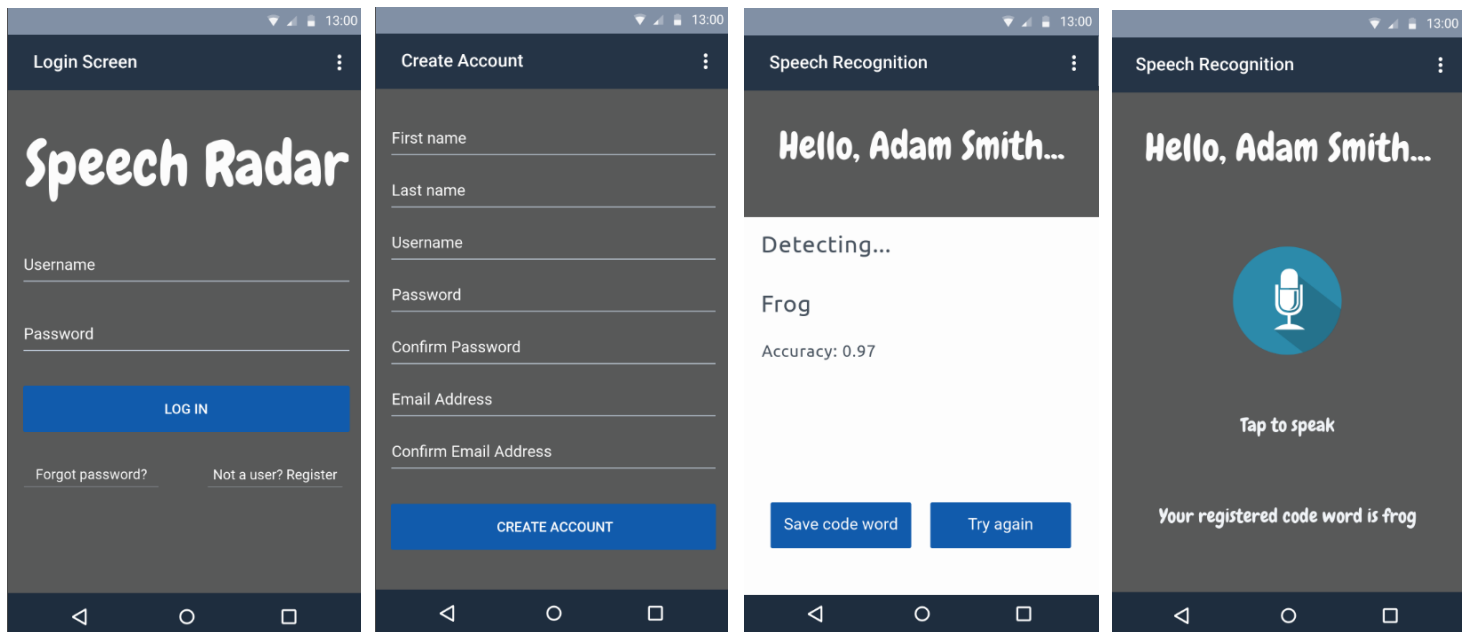 13:00
Login Screen
Speech Radar
Username
Password
LOG IN
Forgot password?
Not a user? Register
13:00
Create Account
First name
Last name
Username
Password
Confirm Password
Email Address
Confirm Email Address
CREATE ACCOUNT
13:00
Speech Recognition
Hello, Adam Smith...
Detecting...
Frog
Accuracy: 0.97
Save code word
Try again
13:00
Speech Recognition
Hello, Adam Smith...
Tap to speak
Your registered code word is frog